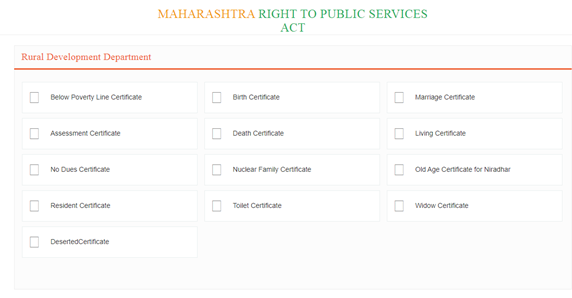 MAHARASHTRA RIGHT TO PUBLIC SERVICES
ACT
Rural Development Department
Below Poverty Line Certificate
Birth Certificate
Marriage Certificate
Assessment Certificate
Death Certificate
Living Certificate
No Dues Certificate
Nuclear Family Certificate
Old Age Certificate for Niradhar
Resident Certificate
Toilet Certificate
Widow Certificate
DesertedCertificate